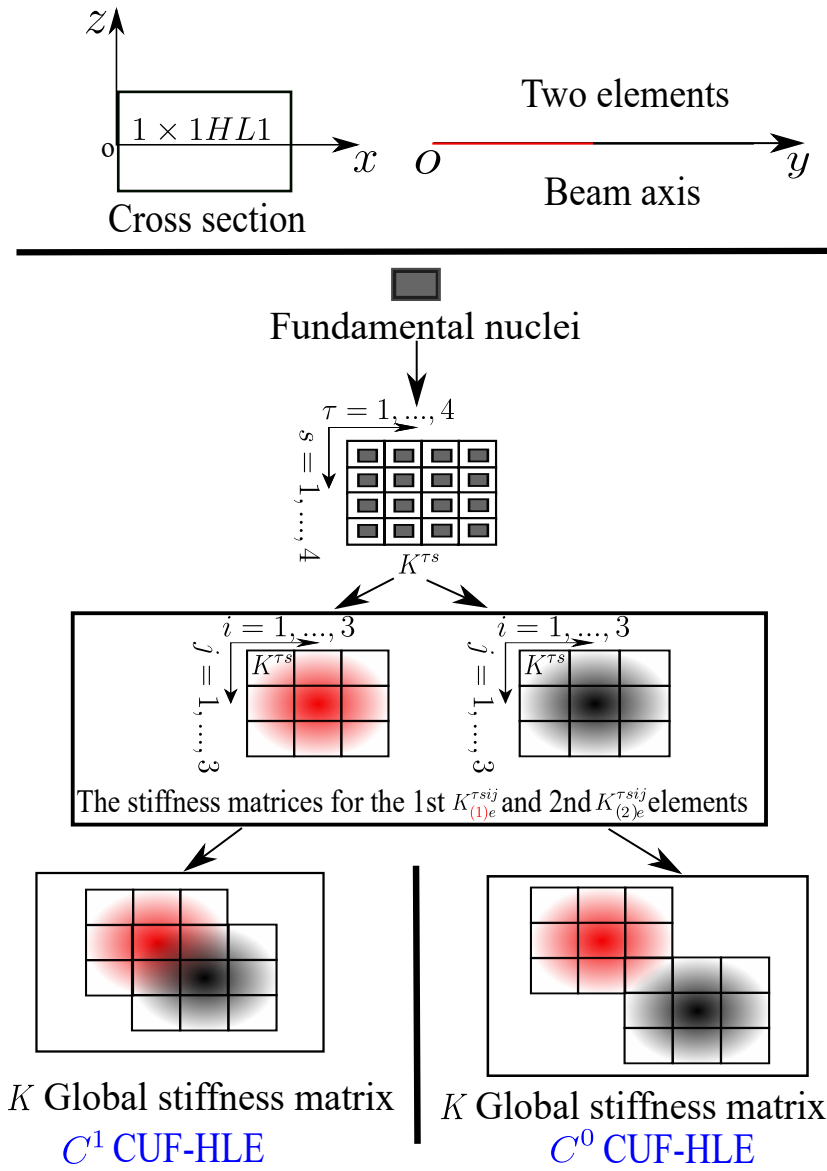 z
Two elements
1 × 1HL1
o
x
o
y
Cross section
Beam axis
Fundamental nuclei
τ = 1, ..., 4
s = 1, ..., 4
K^{τs}
i = 1, ..., 3
i = 1, ..., 3
j = 1, ..., 3
K^{τs}
j = 1, ..., 3
K^{τs}
The stiffness matrices for the 1st K^{τsij}_{(1)e} and 2nd K^{τsij}_{(2)e} elements
K Global stiffness matrix
C^1 CUF-HLE
K Global stiffness matrix
C^0 CUF-HLE